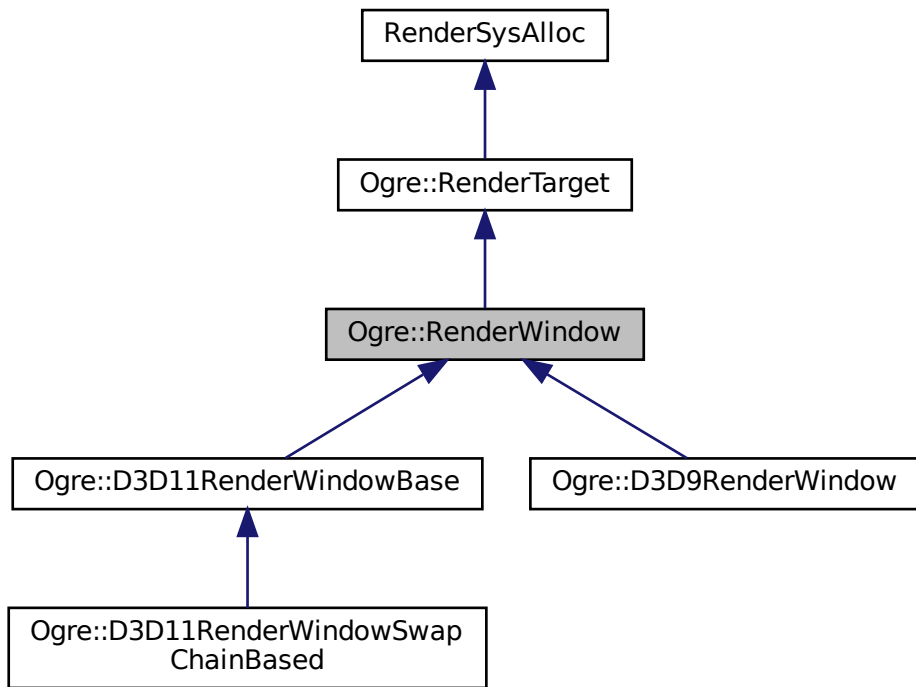 RenderSysAlloc
Ogre::RenderTarget
Ogre::RenderWindow
Ogre::D3D11RenderWindowBase
Ogre::D3D9RenderWindow
Ogre::D3D11RenderWindowSwap
ChainBased